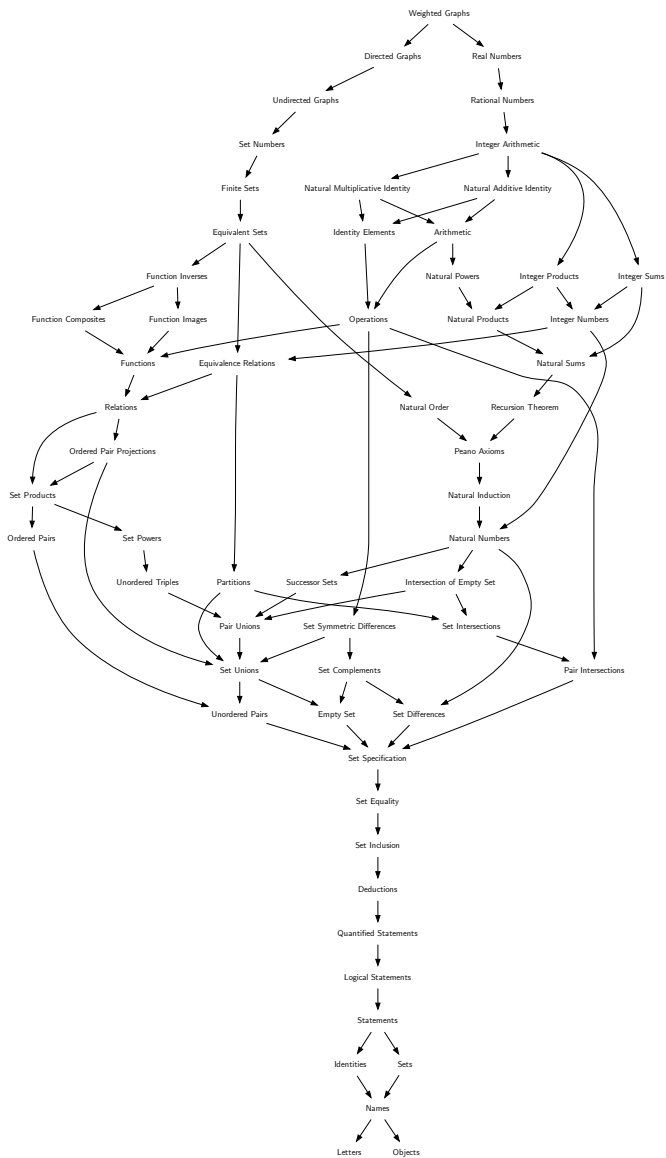 Weighted Graphs
Directed Graphs
Real Numbers
Undirected Graphs
Rational Numbers
Set Numbers
Integer Arithmetic
Finite Sets
Natural Multiplicative Identity
Natural Additive Identity
Equivalent Sets
Identity Elements
Arithmetic
Function Inverses
Natural Powers
Integer Products
Integer Sums
Function Composites
Function Images
Operations
Natural Products
Integer Numbers
Functions
Equivalence Relations
Natural Sums
Relations
Natural Order
Recursion Theorem
Ordered Pair Projections
Peano Axioms
Set Products
Natural Induction
Ordered Pairs
Set Powers
Natural Numbers
Unordered Triples
Partitions
Successor Sets
Intersection of Empty Set
Pair Unions
Set Symmetric Differences
Set Intersections
Set Unions
Set Complements
Pair Intersections
Unordered Pairs
Empty Set
Set Differences
Set Specification
Set Equality
Set Inclusion
Deductions
Quantified Statements
Logical Statements
Statements
Identities
Sets
Names
Letters
Objects